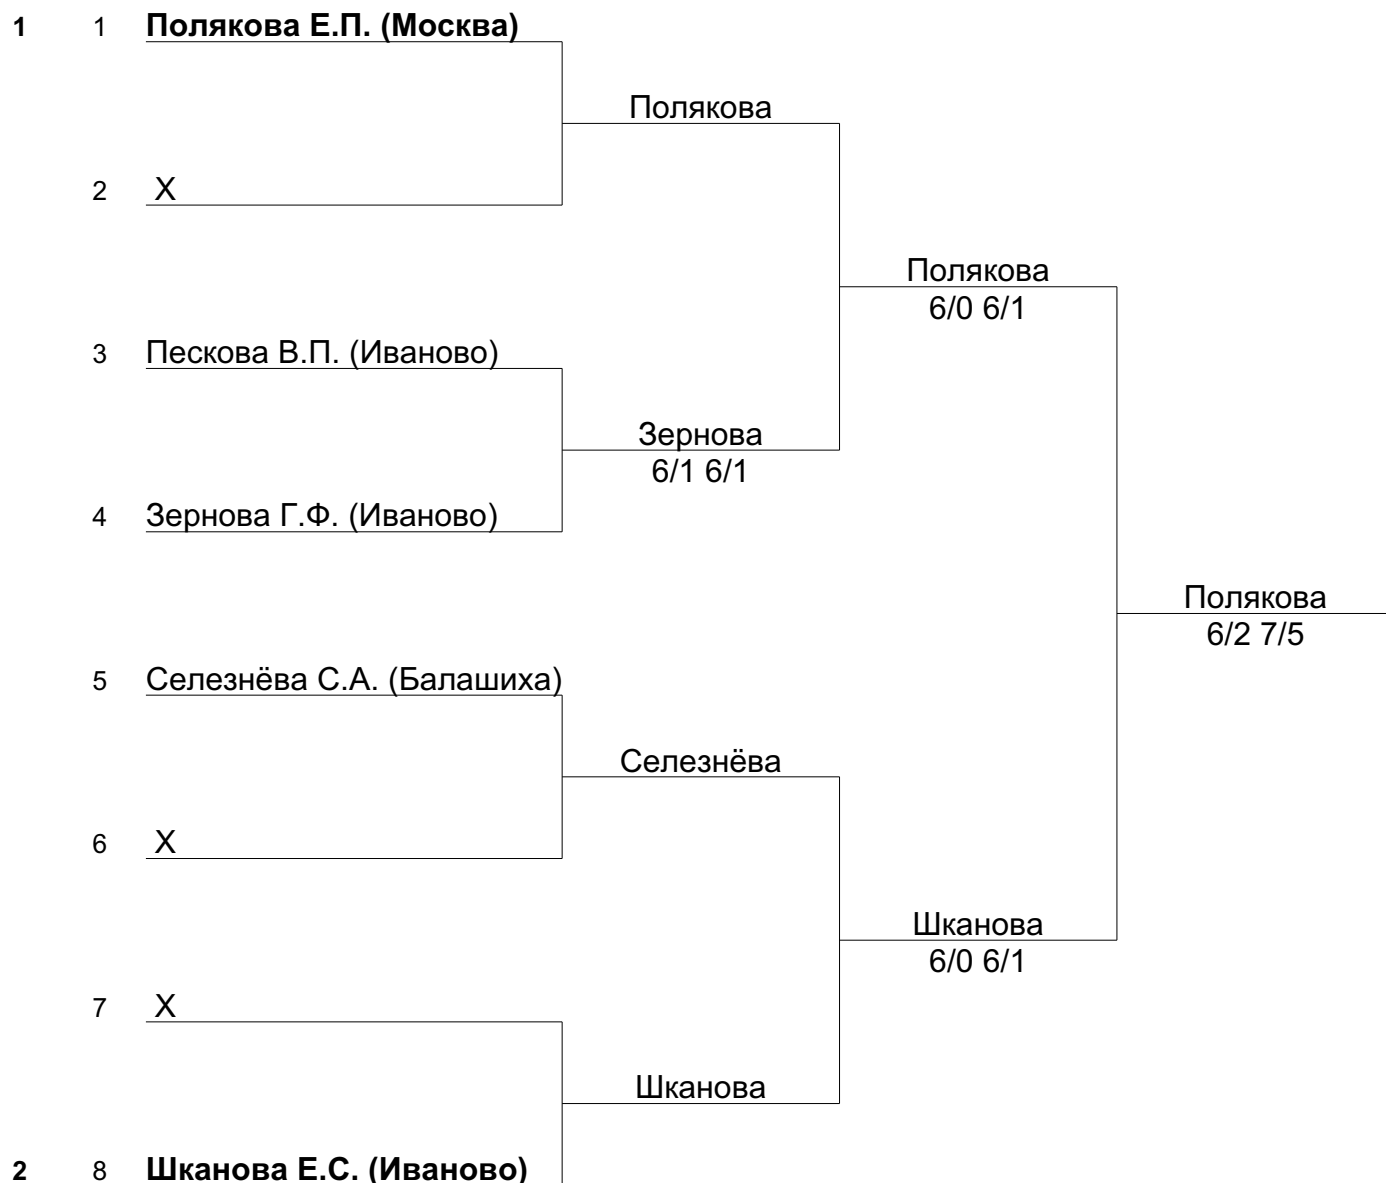 1 1 Полякова Е.П. (Москва)
Полякова
2 X
Полякова
6/0 6/1
3 Пескова В.П. (Иваново)
Зернова
6/1 6/1
4 Зернова Г.Ф. (Иваново)
Полякова
6/2 7/5
5 Селезнёва С.А. (Балашиха)
Селезнёва
6 X
Шканова
6/0 6/1
7 X
Шканова
2 8 Шканова Е.С. (Иваново)